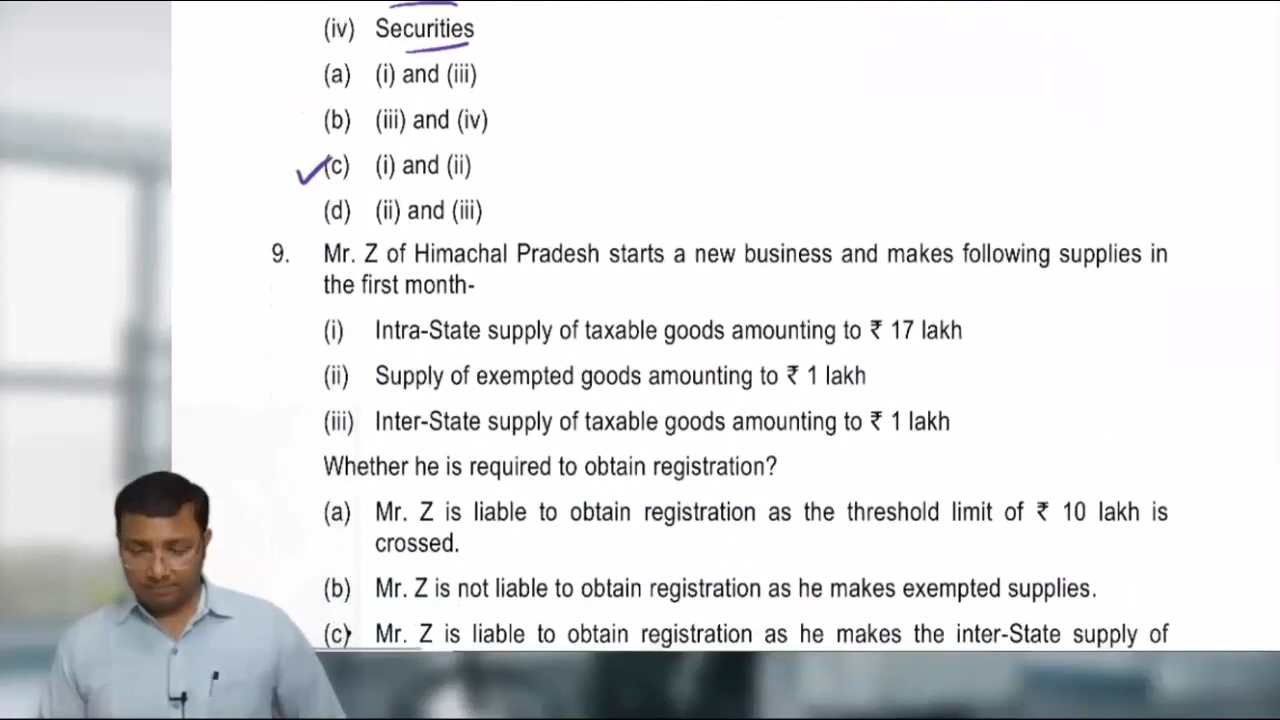 (iv) Securities
(a) (i) and (iii)
(b) (iii) and (iv)
(c) (i) and (ii)
(d) (ii) and (iii)
9. Mr. Z of Himachal Pradesh starts a new business and makes following supplies in
the first month-
(i) Intra-State supply of taxable goods amounting to ₹ 17 lakh
(ii) Supply of exempted goods amounting to ₹ 1 lakh
(iii) Inter-State supply of taxable goods amounting to ₹ 1 lakh
Whether he is required to obtain registration?
(a) Mr. Z is liable to obtain registration as the threshold limit of ₹ 10 lakh is
crossed.
(b) Mr. Z is not liable to obtain registration as he makes exempted supplies.
(c) Mr. Z is liable to obtain registration as he makes the inter-State supply of